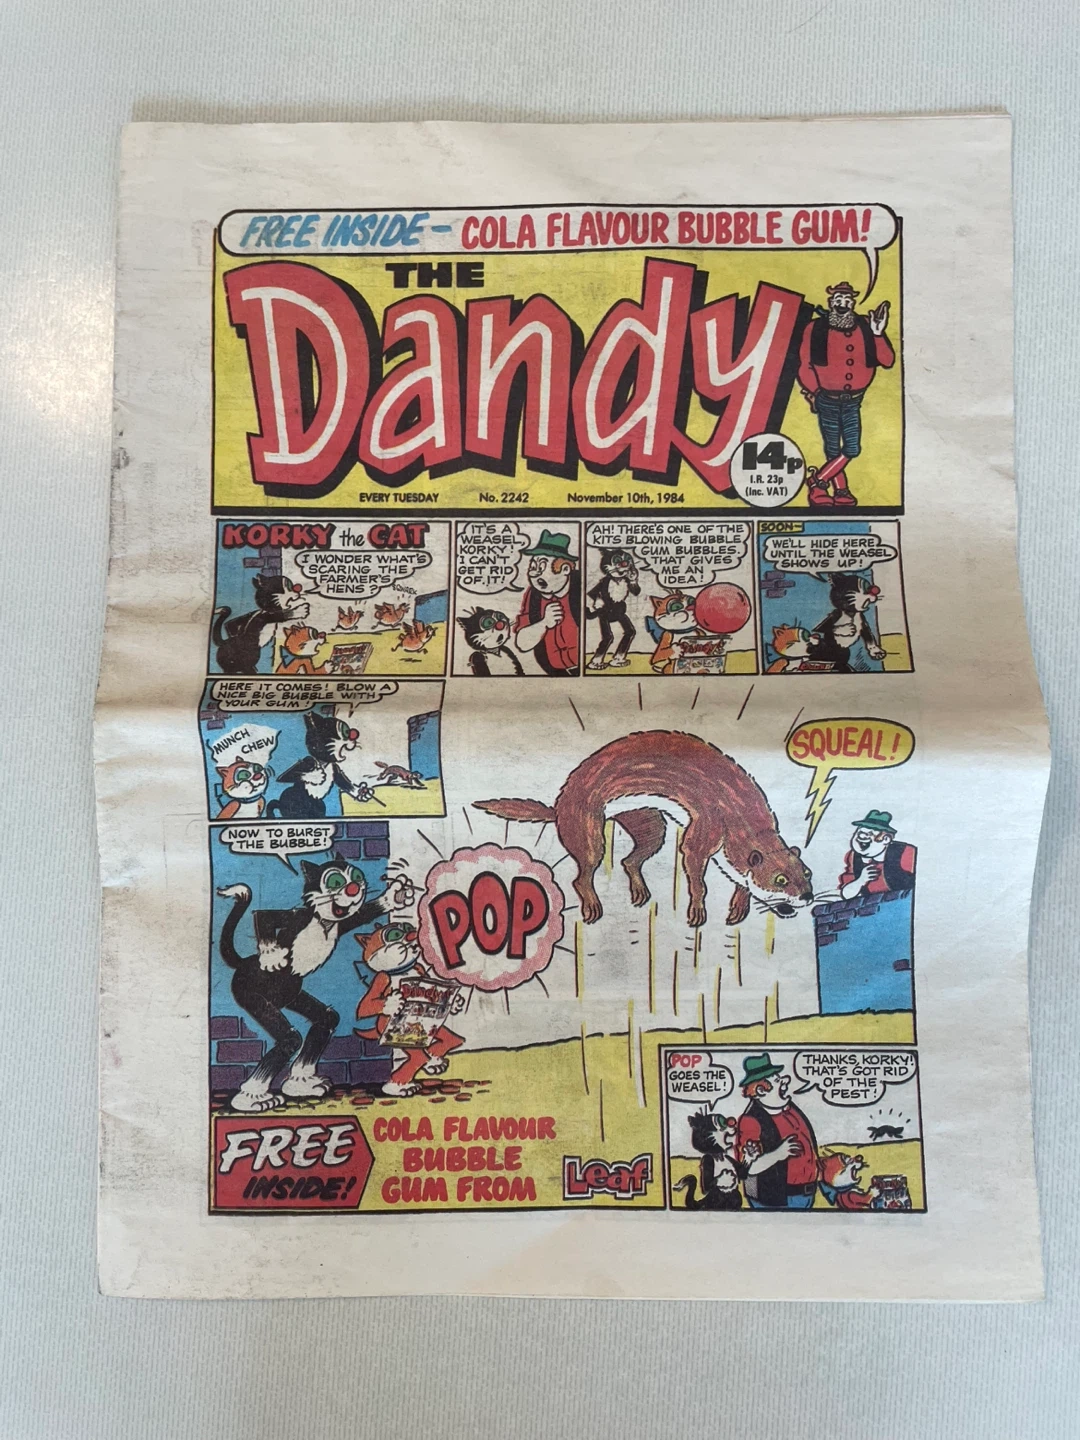 FREE INSIDE - COLA FLAVOUR BUBBLE GUM!
THE
Dandy
14p
I.R. 23p
(Inc. VAT)
EVERY TUESDAY No. 2242 November 10th, 1984
KORKY the CAT
I WONDER WHAT'S
SCARING THE
FARMER'S
HENS?
SQUAWK
IT'S A
WEASEL,
KORKY!
I CAN'T
GET RID
OF IT!
AH! THERE'S ONE OF THE
KITS BLOWING BUBBLE
GUM BUBBLES.
THAT GIVES
ME AN
IDEA!
Dandy
SOON-
WE'LL HIDE HERE
UNTIL THE WEASEL
SHOWS UP!
HERE IT COMES! BLOW A
NICE BIG BUBBLE WITH
YOUR GUM!
MUNCH
CHEW
NOW TO BURST
THE BUBBLE!
POP
Dandy
SQUEAL!
POP
GOES THE
WEASEL!
THANKS, KORKY!
THAT'S GOT RID
OF THE
PEST!
FREE
INSIDE!
COLA FLAVOUR
BUBBLE
GUM FROM
Leaf